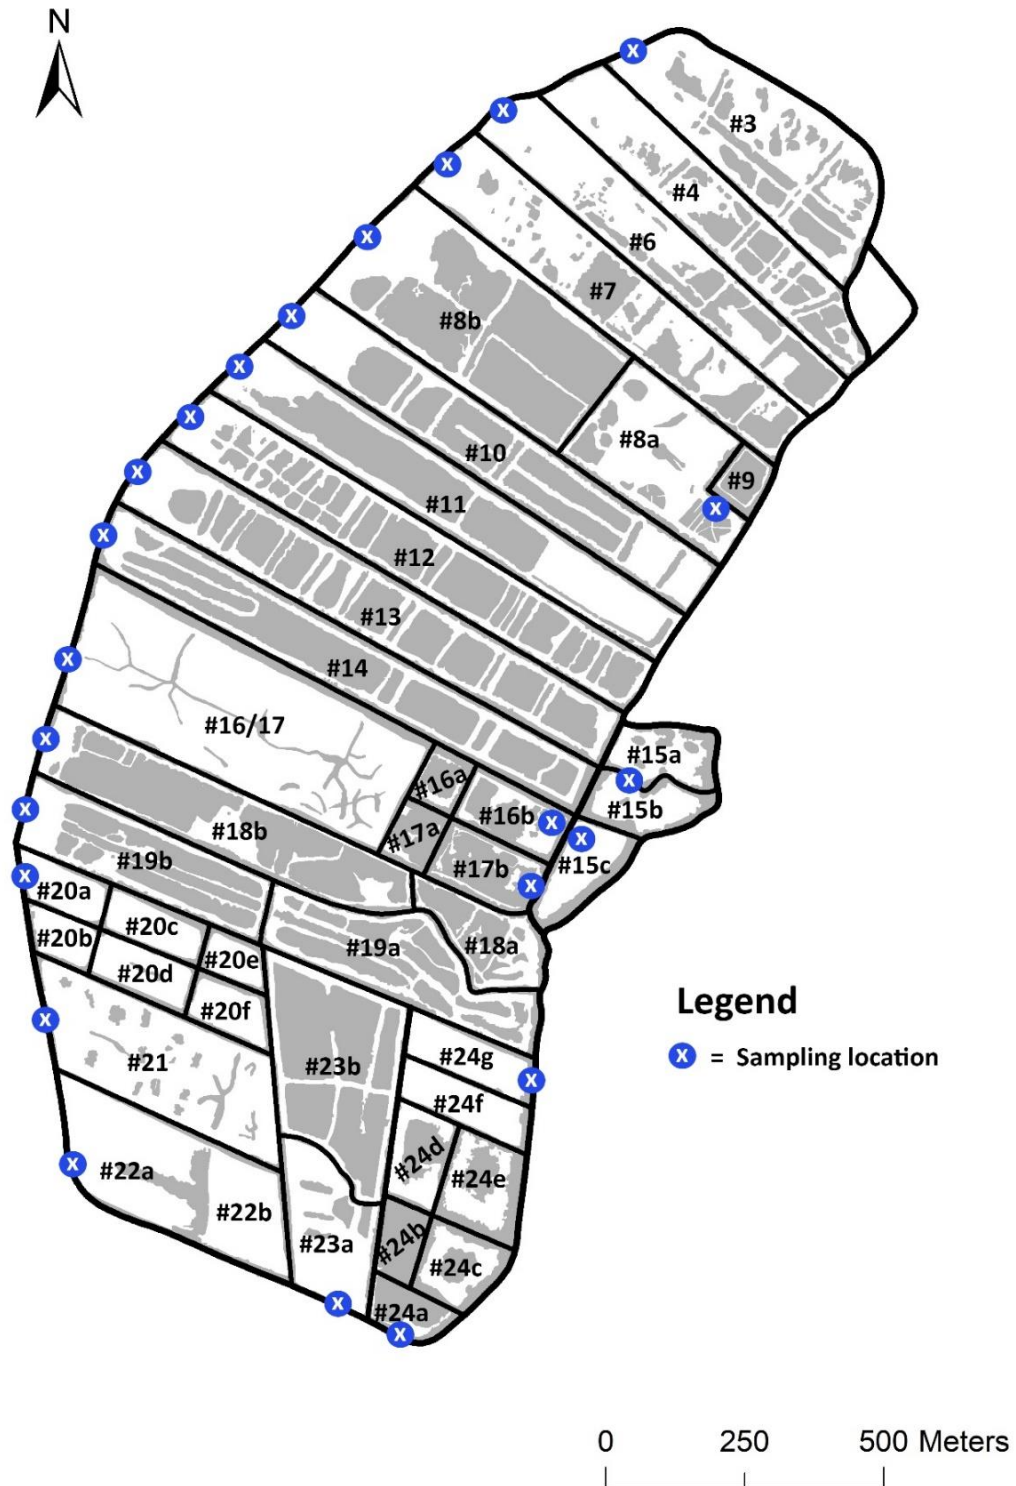 N
X
X
#3
X
#4
X
#6
#7
X
#8b
X
#8a
X
#10
#9
X
#11
X
#12
X
#13
X
#14
X
#16/17
X
#15a
#16a
X
#15b
#16b
X
X
#18b
#17a
X
#15c
#19b
#17b
X
X
#20a
#20c
#19a
#18a
#20b
#20e
#20d
#20f
Legend
X
X = Sampling location
#21
#23b
#24g
X
#24f
#24d
X
#22a
#24e
#22b
#23a
#24b
#24c
X
#24a
X
0 250 500 Meters